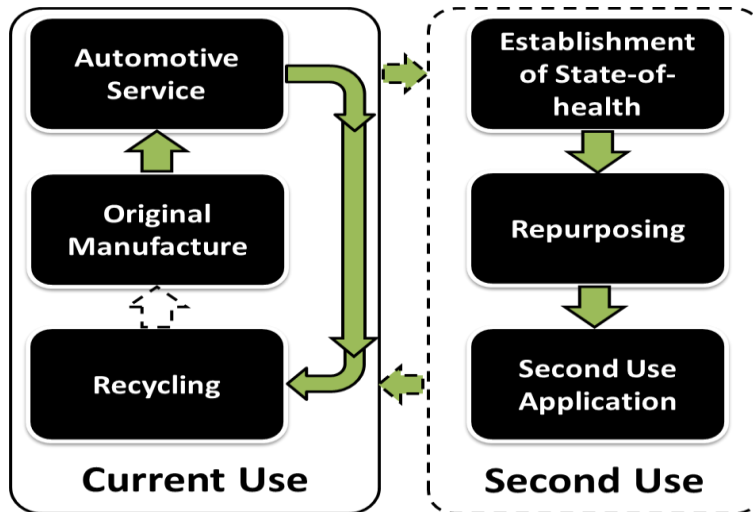 Automotive
Service
Original
Manufacture
Recycling
Current Use
Establishment
of State-of-
health
Repurposing
Second Use
Application
Second Use